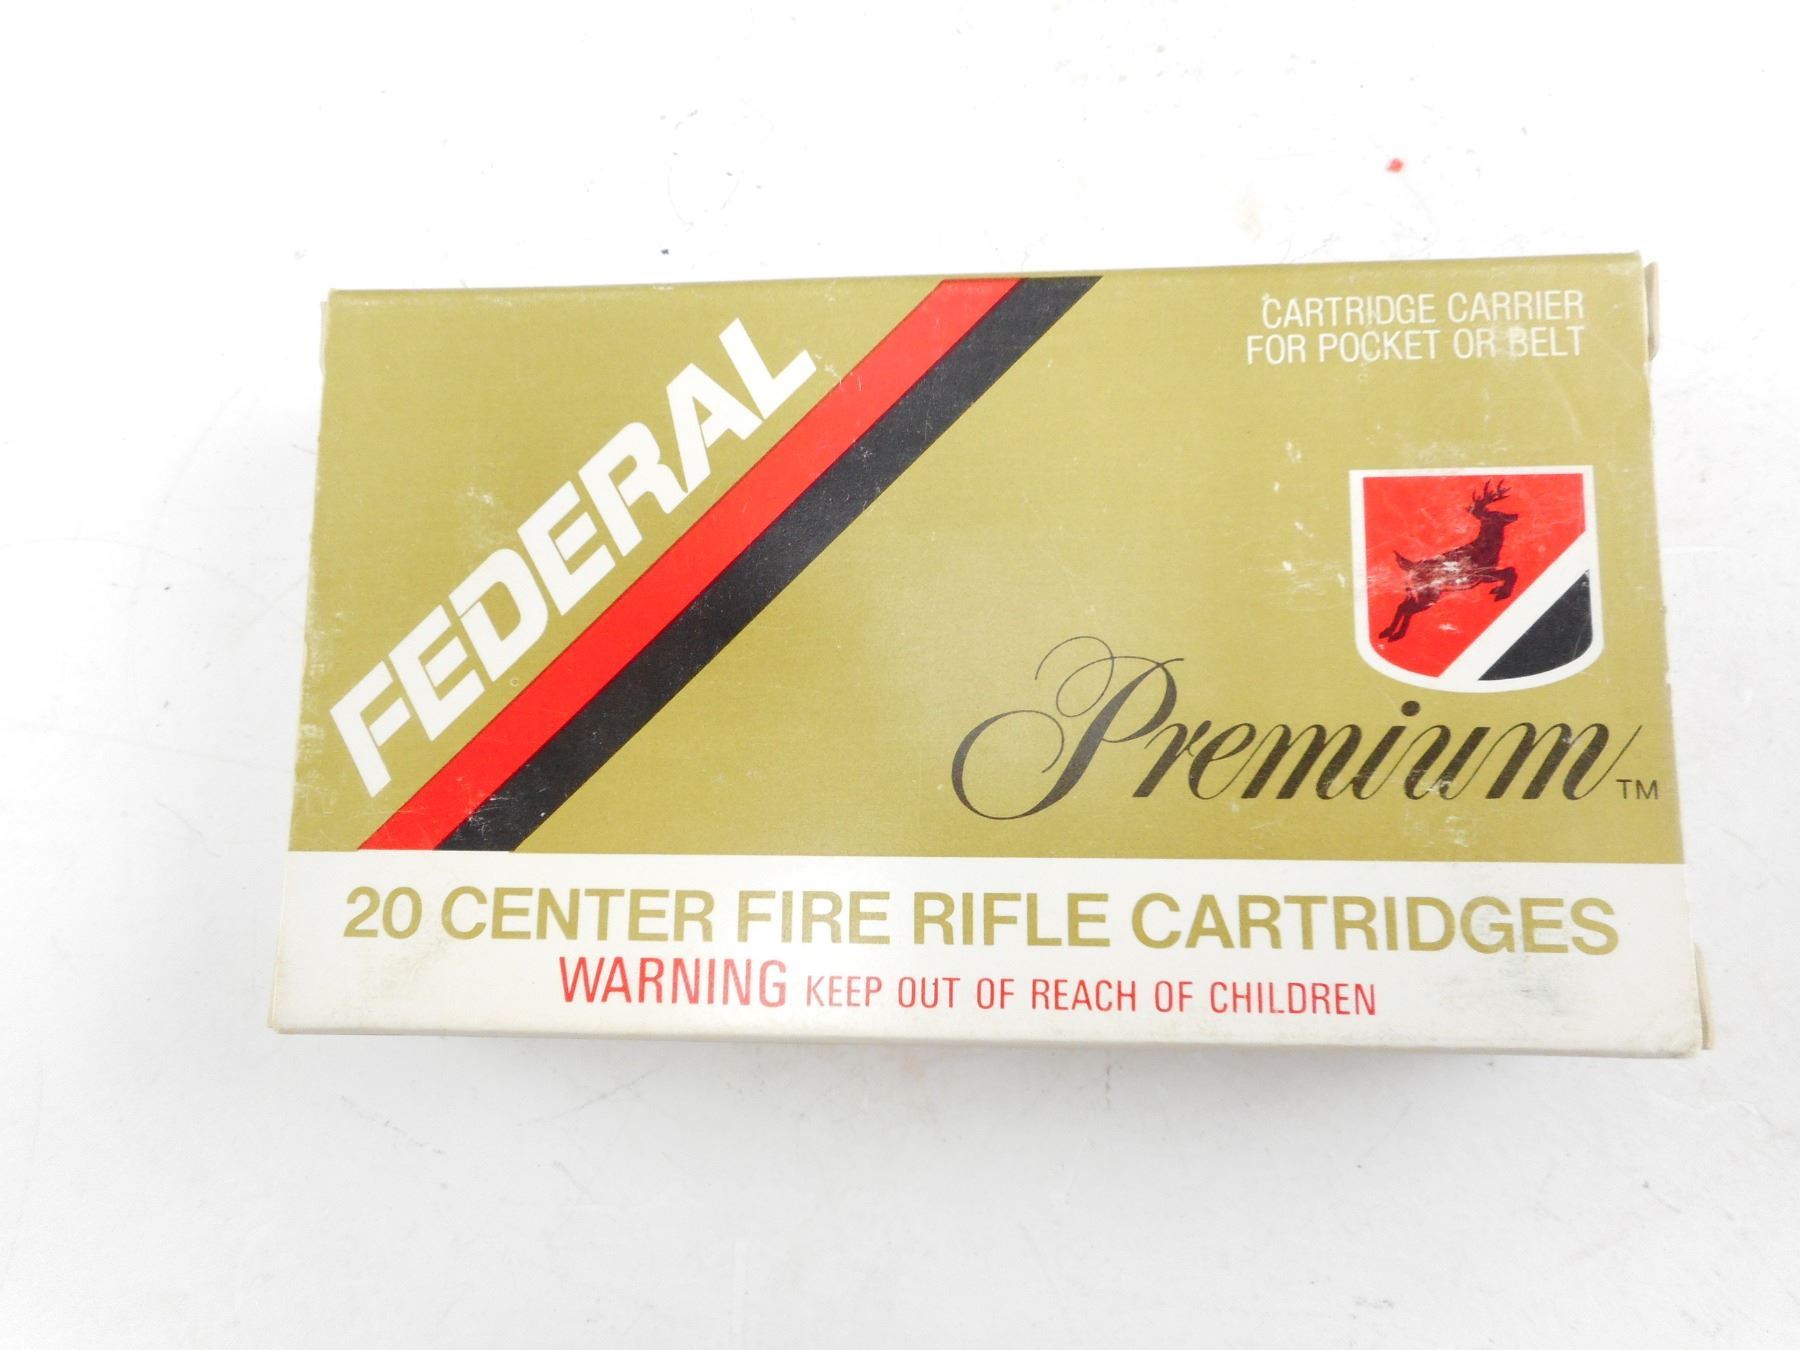 FEDERAL
CARTRIDGE CARRIER
FOR POCKET OR BELT
Premium™
20 CENTER FIRE RIFLE CARTRIDGES
WARNING KEEP OUT OF REACH OF CHILDREN